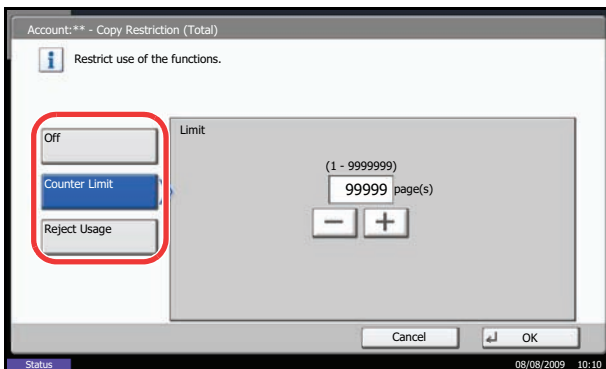 Account:** - Copy Restriction (Total)
Restrict use of the functions.
Off
Counter Limit
Reject Usage
Limit
(1 - 9999999)
99999 page(s)
Cancel
OK
Status
08/08/2009 10:10